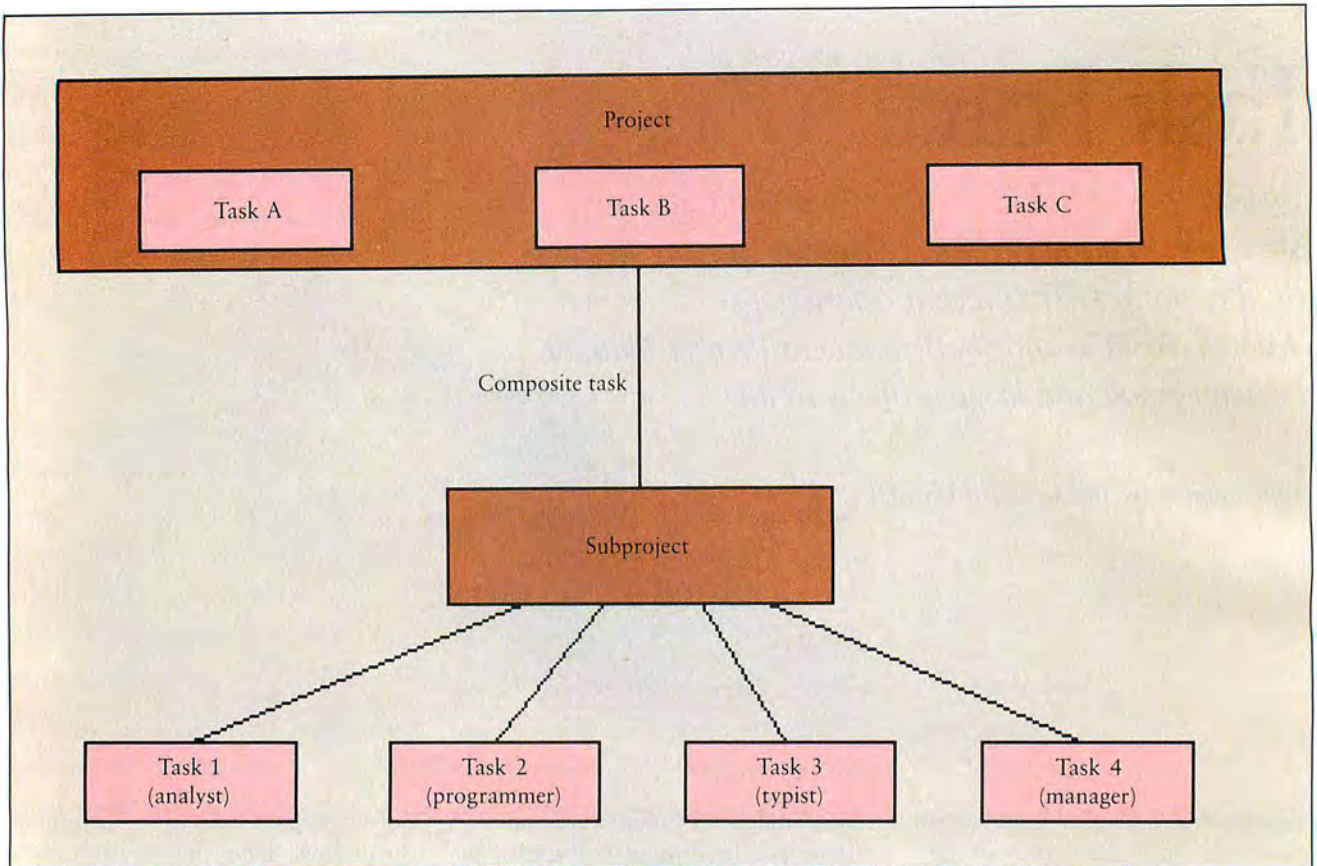 Project
Task A
Task B
Task C
Composite task
Subproject
Task 1
(analyst)
Task 2
(programmer)
Task 3
(typist)
Task 4
(manager)